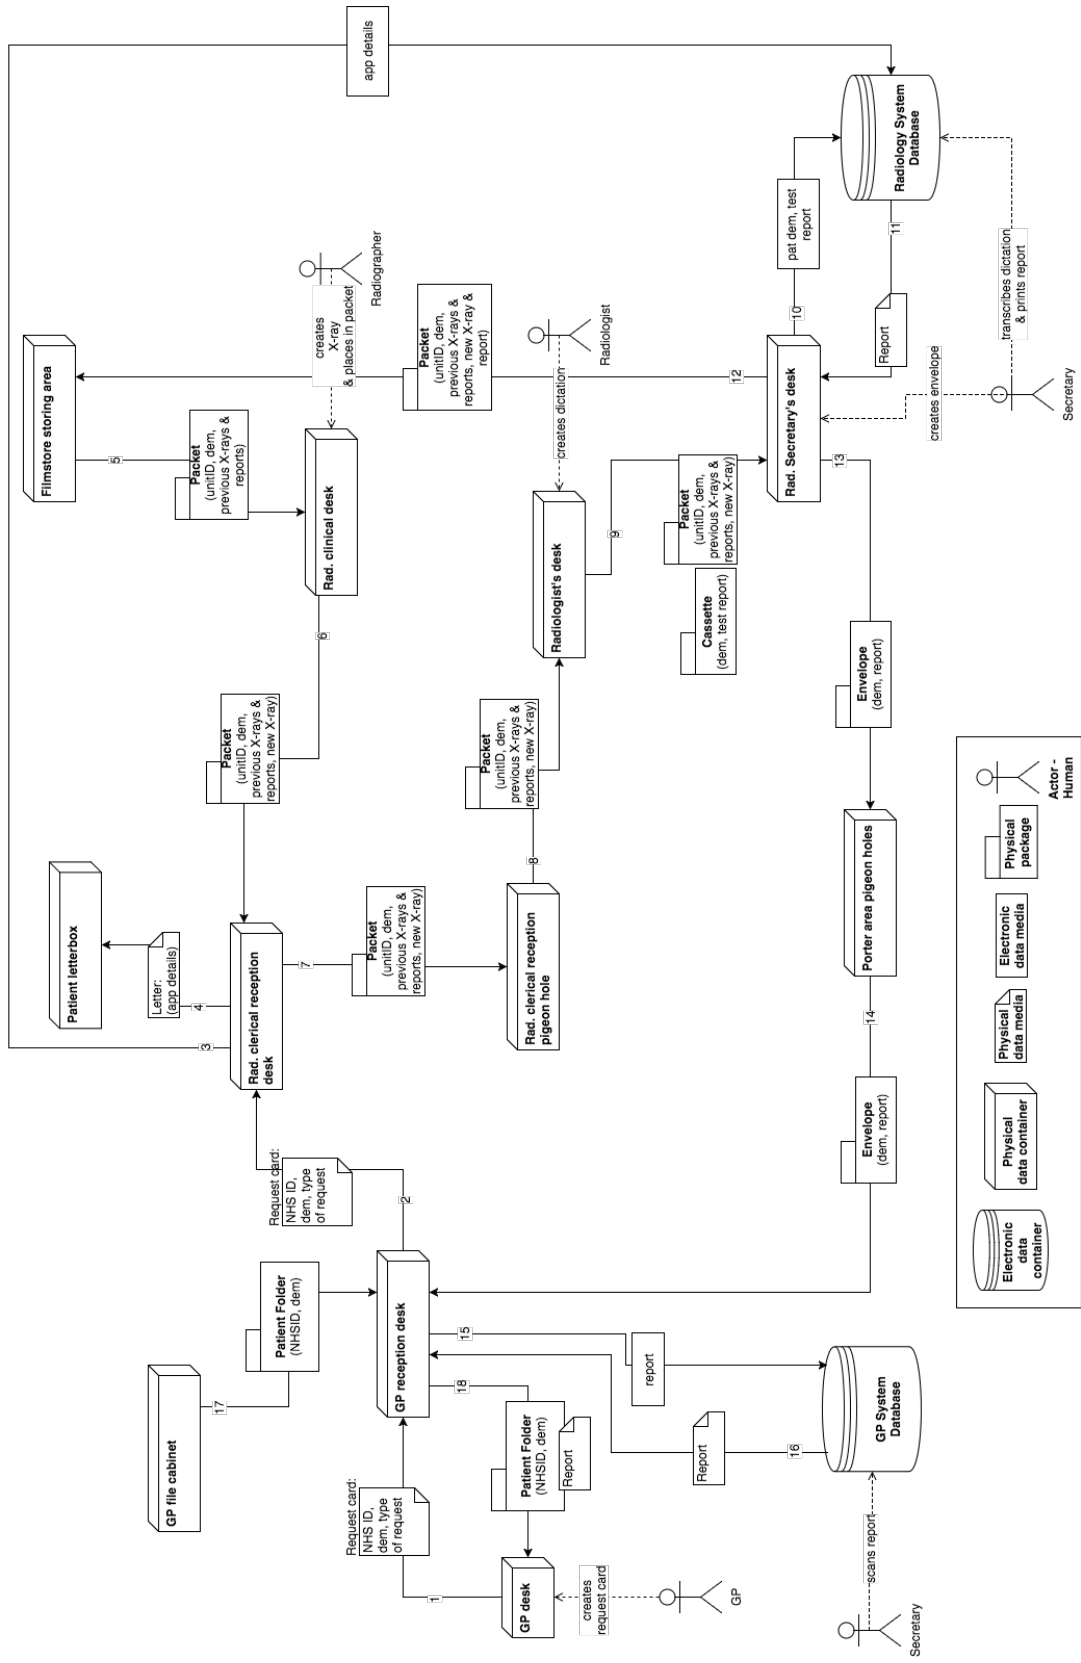 GP file cabinet
Patient letterbox
Filmstore storing area
app details
17
Patient Folder
(NHSID, dem)
3
4
Letter:
(app details)
5
Packet
(unitID, dem,
previous X-rays &
reports)
Request card:
NHS ID,
dem, type
of request
2
Rad. clerical reception
desk
Packet
(unitID, dem,
previous X-rays &
reports, new X-ray)
6
Rad. clinical desk
creates
X-ray
& places in packet
Radiographer
Request card:
NHS ID,
dem, type
of request
1
GP reception desk
7
Packet
(unitID, dem,
previous X-rays &
reports, new X-ray)
Packet
(unitID, dem,
previous X-rays &
reports, new X-ray &
report)
GP desk
18
Patient Folder
(NHSID, dem)
Report
15
Rad. clerical reception
pigeon hole
8
Packet
(unitID, dem,
previous X-rays &
reports, new X-ray)
Radiologist's desk
creates dictation
Radiologist
creates
request card
GP
report
9
Packet
(unitID, dem,
previous X-rays &
reports, new X-ray)
Cassette
(dem, test report)
12
Report
16
Rad. Secretary's desk
10
pat dem, test
report
13
11
Report
Radiology System
Database
scans report
Secretary
GP System
Database
Envelope
(dem, report)
14
Porter area pigeon holes
Envelope
(dem, report)
creates envelope
Secretary
transcribes dictation
& prints report
Electronic
data
container
Physical
data container
Physical
data media
Electronic
data media
Physical
package
Actor -
Human